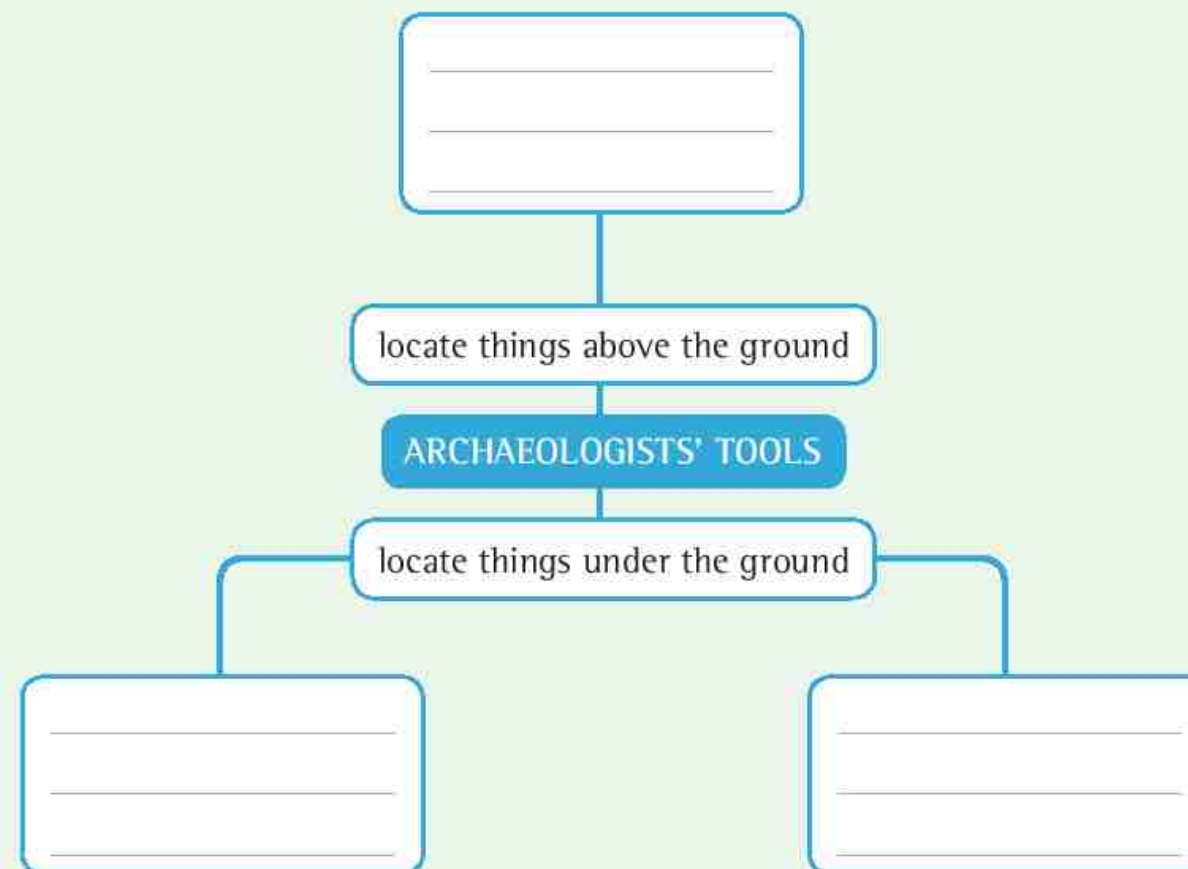 locate things above the ground
ARCHAEOLOGISTS' TOOLS
locate things under the ground